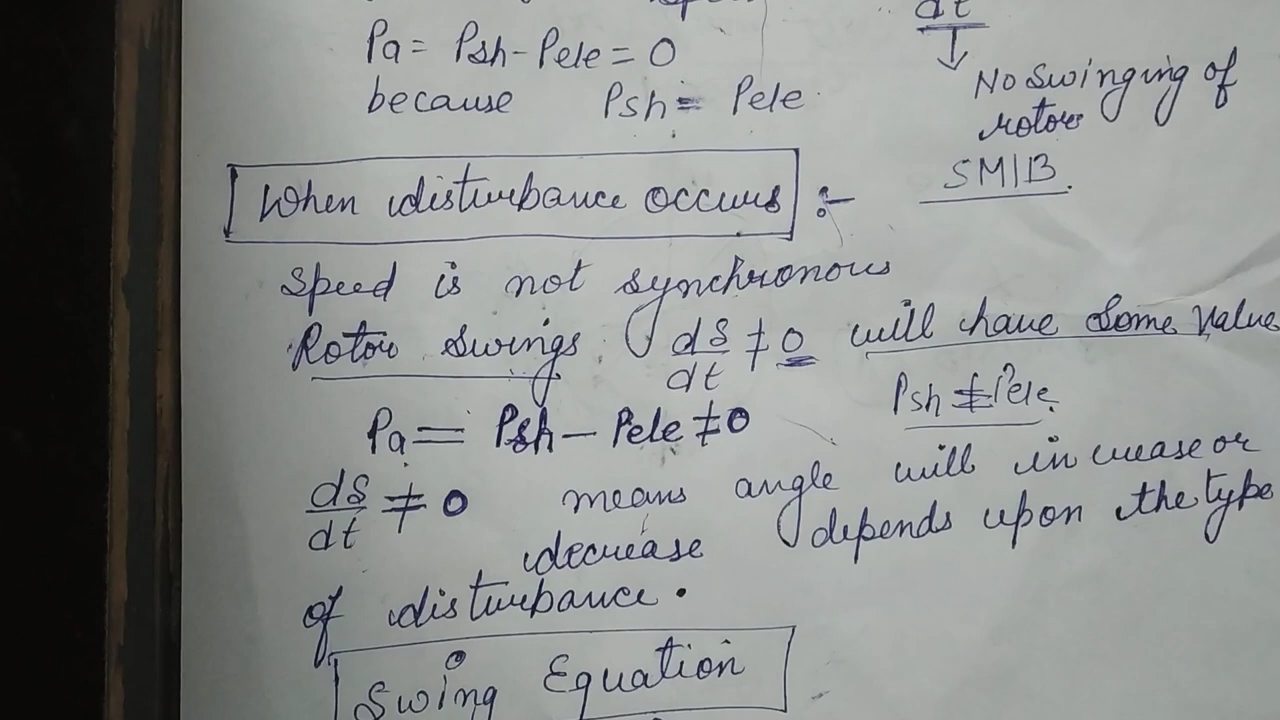 dt
Pa = Psh - Pele = 0
because Psh = Pele
No Swinging of
rotor
SMIB.
When disturbance occurs :-
Speed is not synchronous
Rotor swings dδ/dt ≠ 0 will have some value
Psh ≠ Pele.
Pa = Psh - Pele ≠ 0
dδ/dt ≠ 0 means angle will increase or
decrease depends upon the type
of disturbance.
Swing Equation